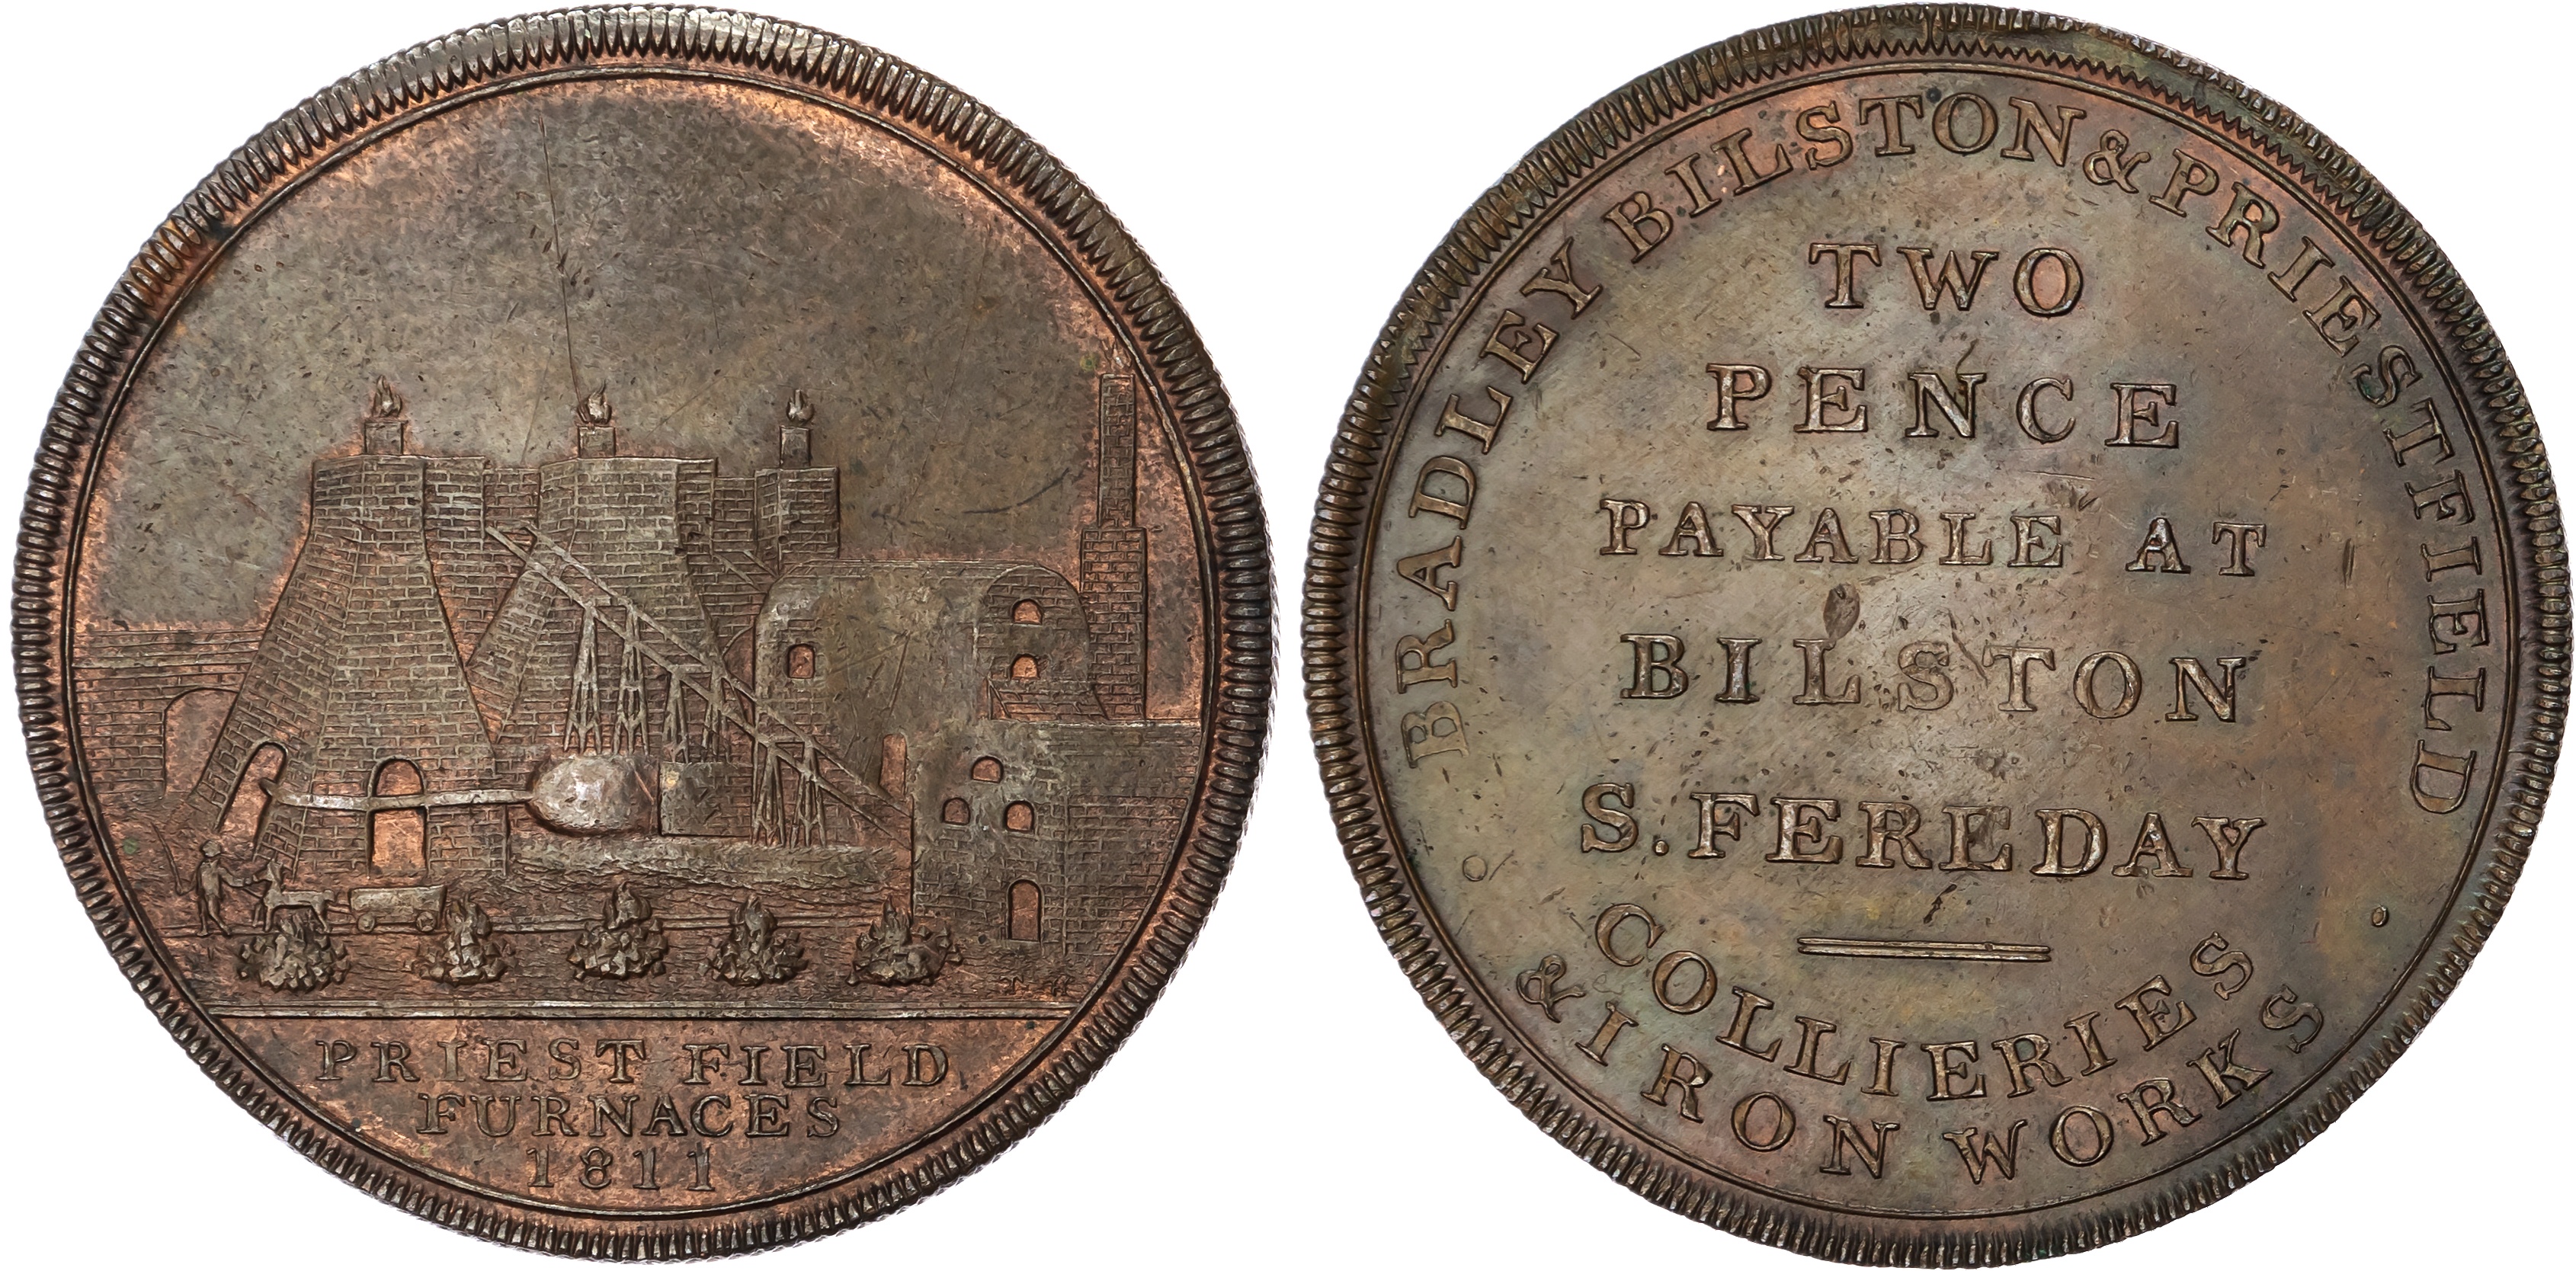 PRIEST FIELD
FURNACES
1811
BRADLEY BILSTON & PRIESTFIELD
TWO
PENCE
PAYABLE AT
BILSTON
S. FEREDAY
COLLIERIES
& IRON WORKS